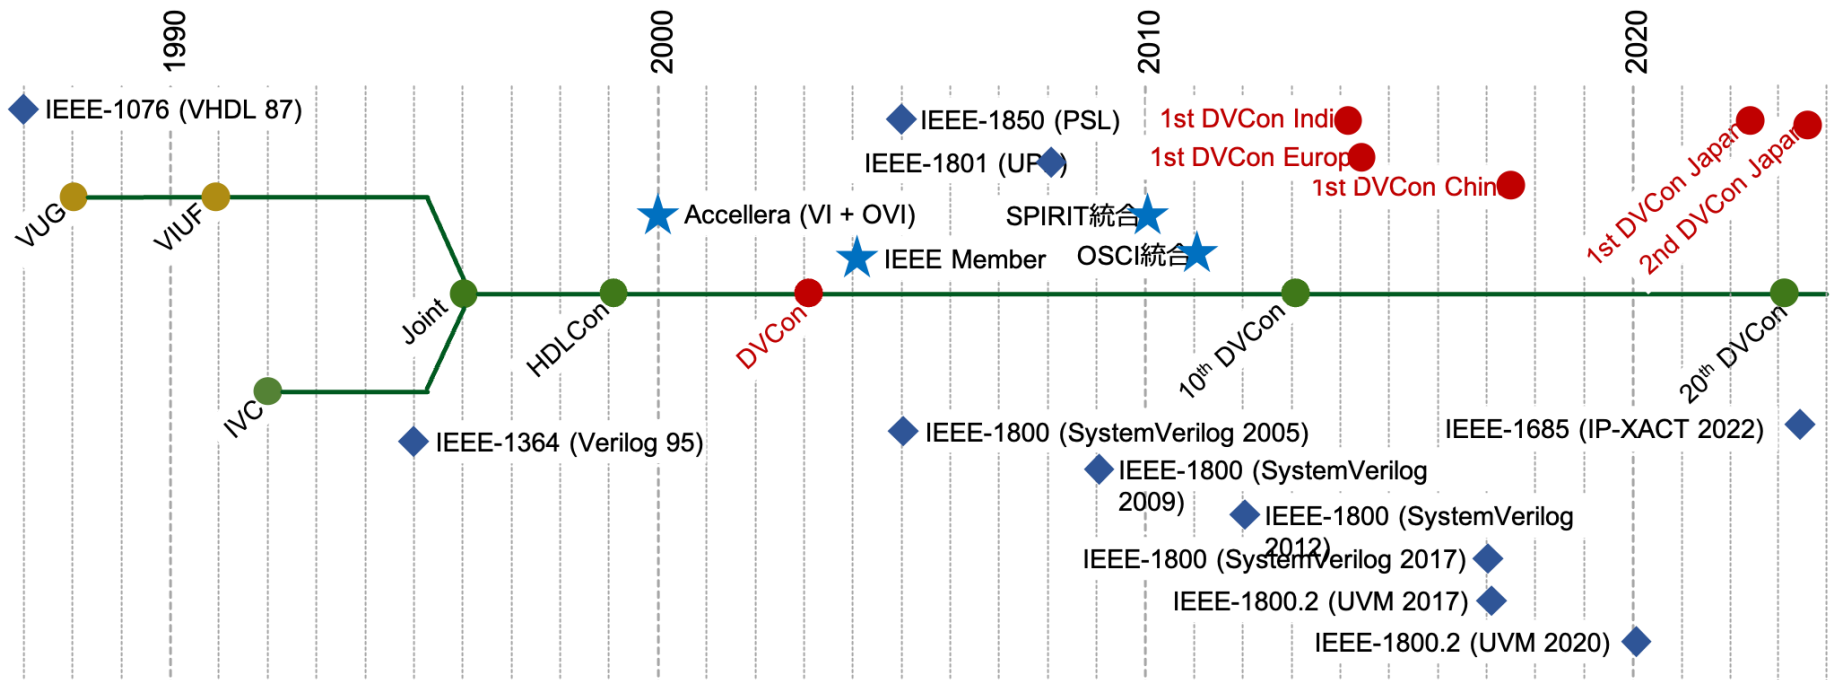 1990
2000
2010
2020
IEEE-1076 (VHDL 87)
IEEE-1850 (PSL)
1st DVCon Indi
IEEE-1801 (UP
)
1st DVCon Europ
1st DVCon Chin
1st DVCon Japan
2nd DVCon Japan
VUG
VIUF
Accellera (VI + OVI)
SPIRIT統合
IEEE Member
OSCI統合
Joint
HDLCon
DVCon
10th DVCon
20th DVCon
IVC
IEEE-1364 (Verilog 95)
IEEE-1800 (SystemVerilog 2005)
IEEE-1685 (IP-XACT 2022)
IEEE-1800 (SystemVerilog
2009)
IEEE-1800 (SystemVerilog
2012)
IEEE-1800 (SystemVerilog 2017)
IEEE-1800.2 (UVM 2017)
IEEE-1800.2 (UVM 2020)